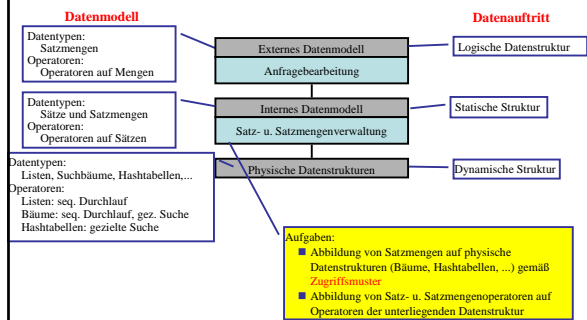 Datenmodell
Datenauftritt
Datentypen:
Satzmengen
Operatoren:
Operatoren auf Mengen
Externes Datenmodell
Anfragebearbeitung
Logische Datenstruktur
Datentypen:
Sätze und Satzmengen
Operatoren:
Operatoren auf Sätzen
Internes Datenmodell
Satz- u. Satzmengenverwaltung
Statische Struktur
Datentypen:
Listen, Suchbäume, Hashtabellen,...
Operatoren:
Listen: seq. Durchlauf
Bäume: seq. Durchlauf, gez. Suche
Hashtabellen: gezielte Suche
Physische Datenstrukturen
Dynamische Struktur
Aufgaben:
■ Abbildung von Satzmengen auf physische
Datenstrukturen (Bäume, Hashtabellen, ...) gemäß
Zugriffsmuster
■ Abbildung von Satz- u. Satzmengenoperatoren auf
Operatoren der unterliegenden Datenstruktur